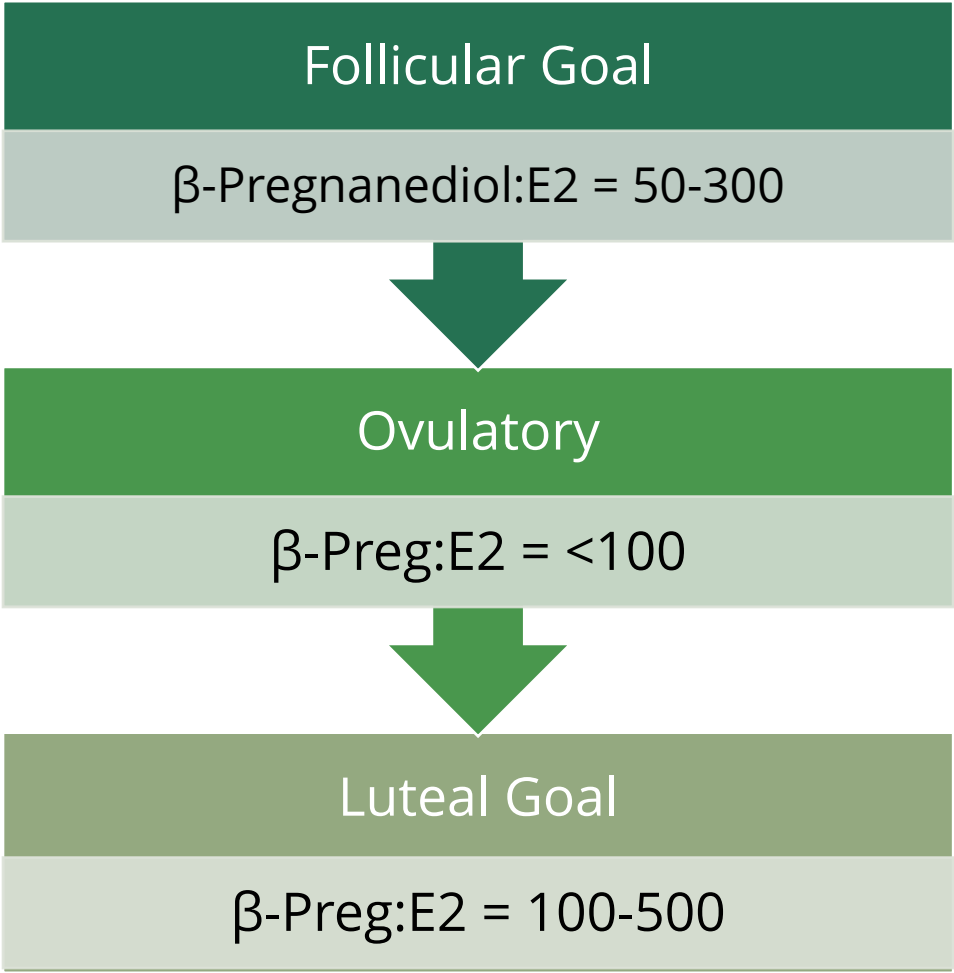 Follicular Goal
β-Pregnanediol:E2 = 50-300
Ovulatory
β-Preg:E2 = <100
Luteal Goal
β-Preg:E2 = 100-500